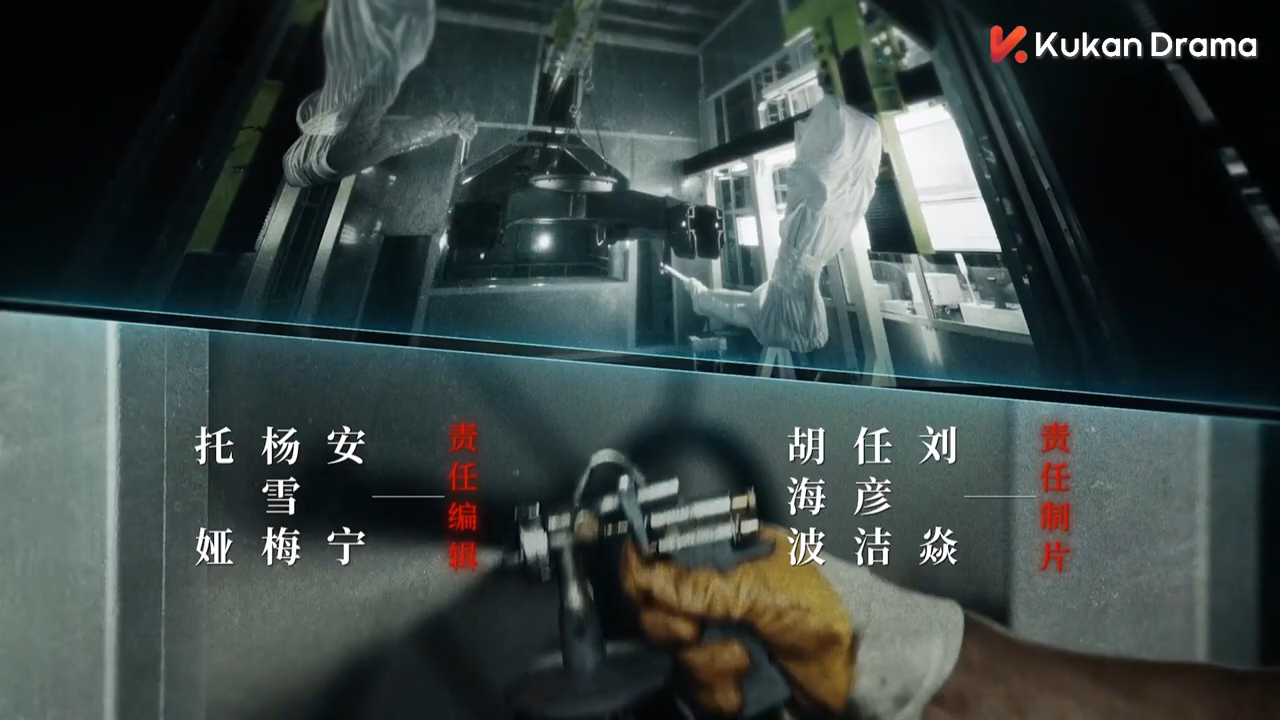 Kukan Drama
责任制片
刘焱
任彦洁
胡海波
责任编辑
安宁
杨雪梅
托娅